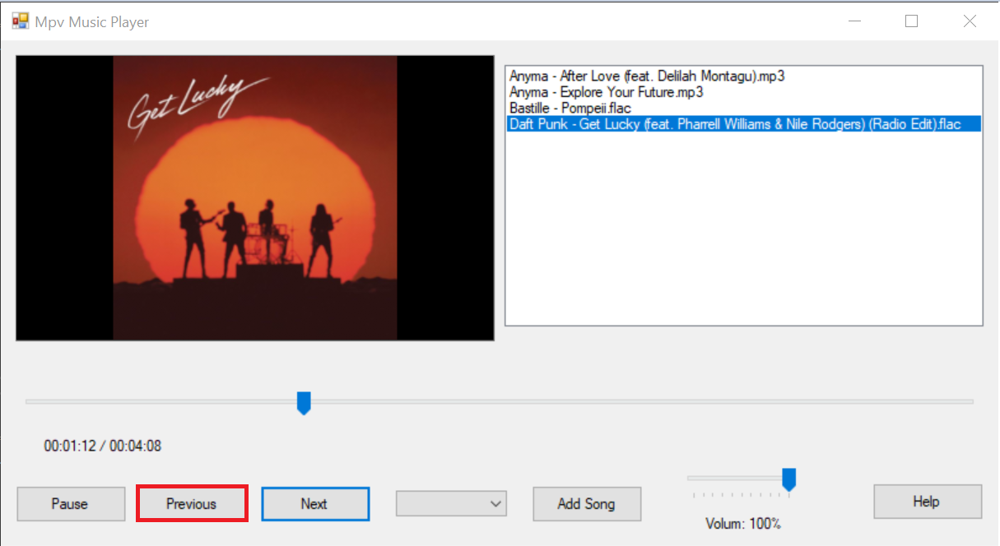 Mpv Music Player
Get Lucky
Anyma - After Love (feat. Delilah Montagu).mp3
Anyma - Explore Your Future.mp3
Bastille - Pompeii.flac
Daft Punk - Get Lucky (feat. Pharrell Williams & Nile Rodgers) (Radio Edit).flac
00:01:12 / 00:04:08
Pause
Previous
Next
Add Song
Volum: 100%
Help